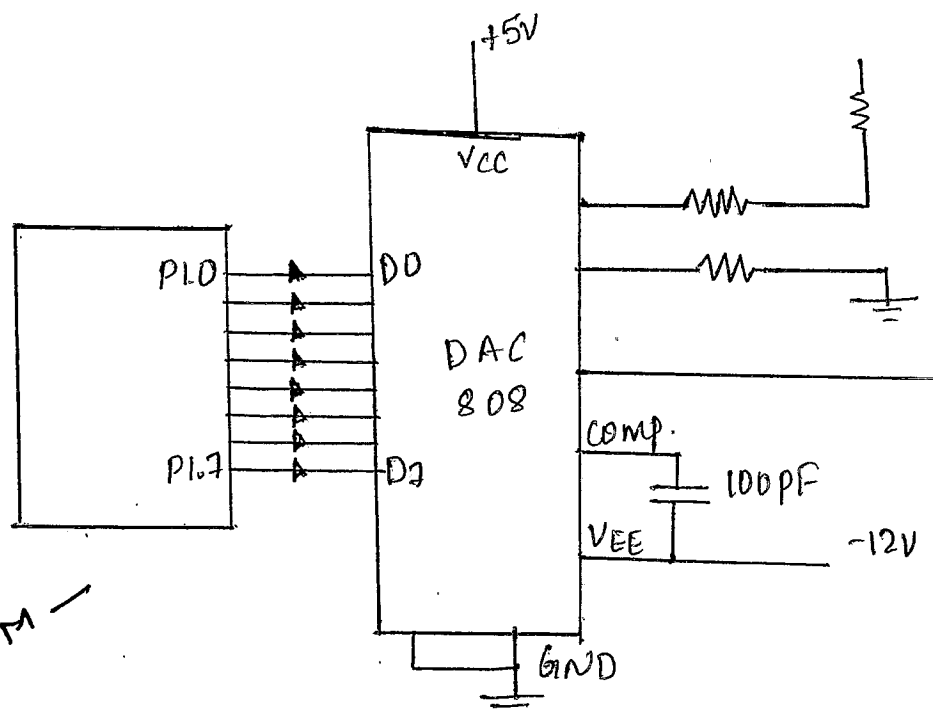 +5V
VCC
P1.0
D0
DAC
808
COMP.
100PF
P1.7
D7
VEE
-12V
GND